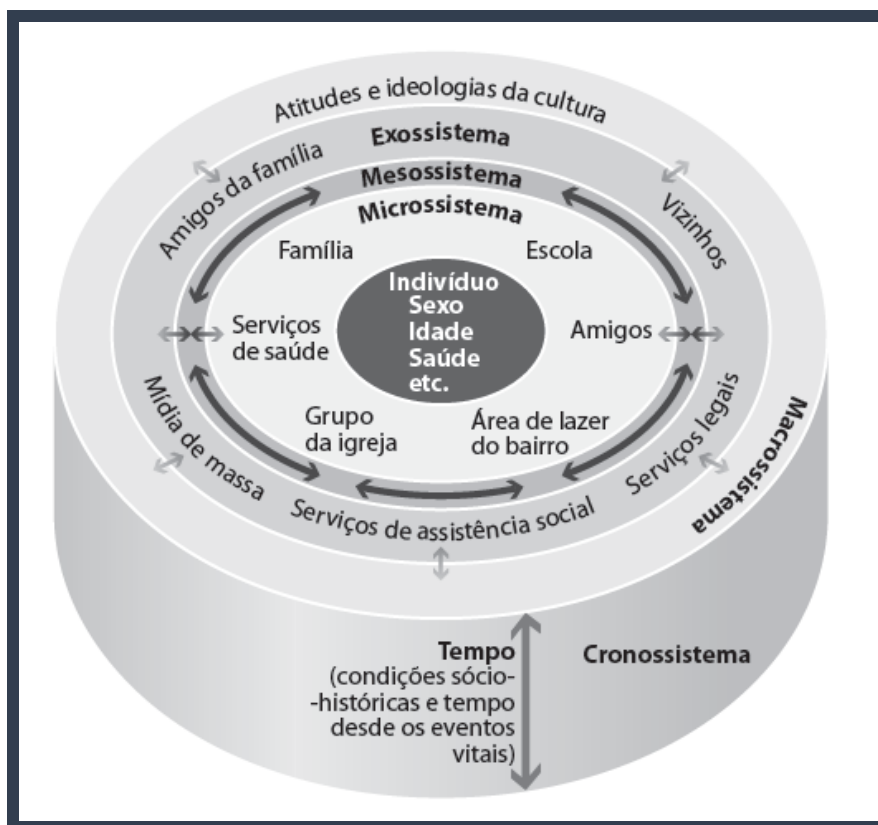 Atitudes e ideologias da cultura
Exossistema
Amigos da família
Mesossistema
Vizinhos
Microssistema
Família
Escola
Indivíduo
Sexo
Idade
Saúde
etc.
Serviços
de saúde
Amigos
Grupo
da igreja
Área de lazer
do bairro
Mídia de massa
Serviços de assistência social
Serviços legais
Macrossistema
Tempo
(condições sócio-
-históricas e tempo
desde os eventos
vitais)
Cronossistema